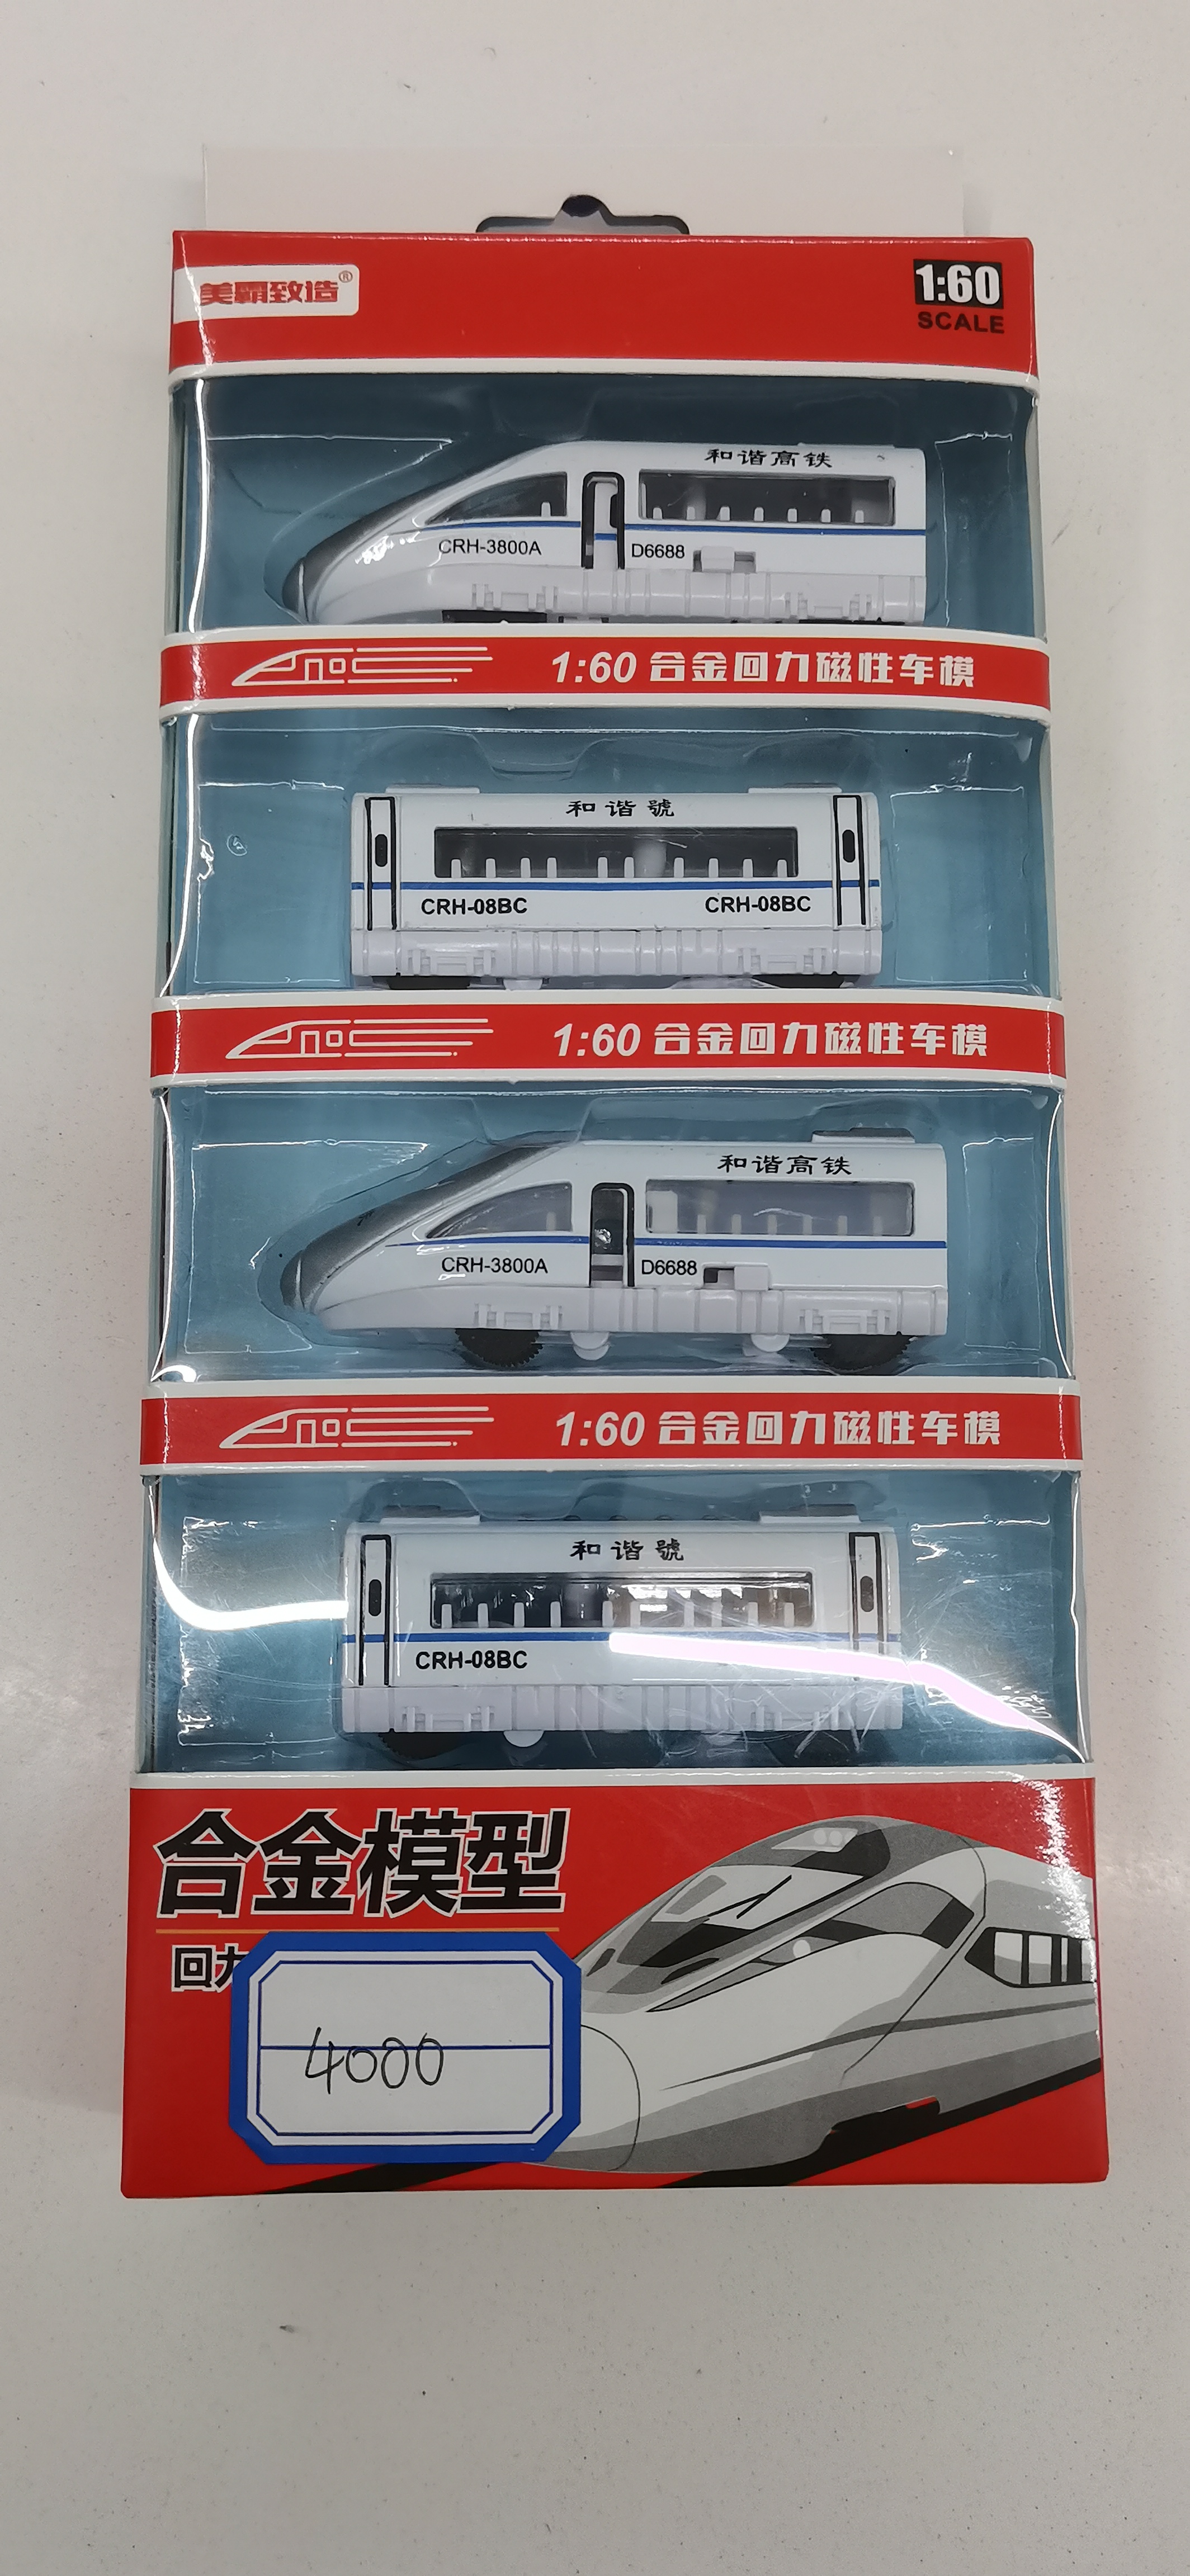 美霸致造®
1:60
SCALE
和谐高铁
CRH-3800A D6688
1:60 合金回力磁性车模
和谐號
CRH-08BC CRH-08BC
1:60 合金回力磁性车模
和谐高铁
CRH-3800A D6688
1:60 合金回力磁性车模
和谐號
CRH-08BC
合金模型
回力
4000